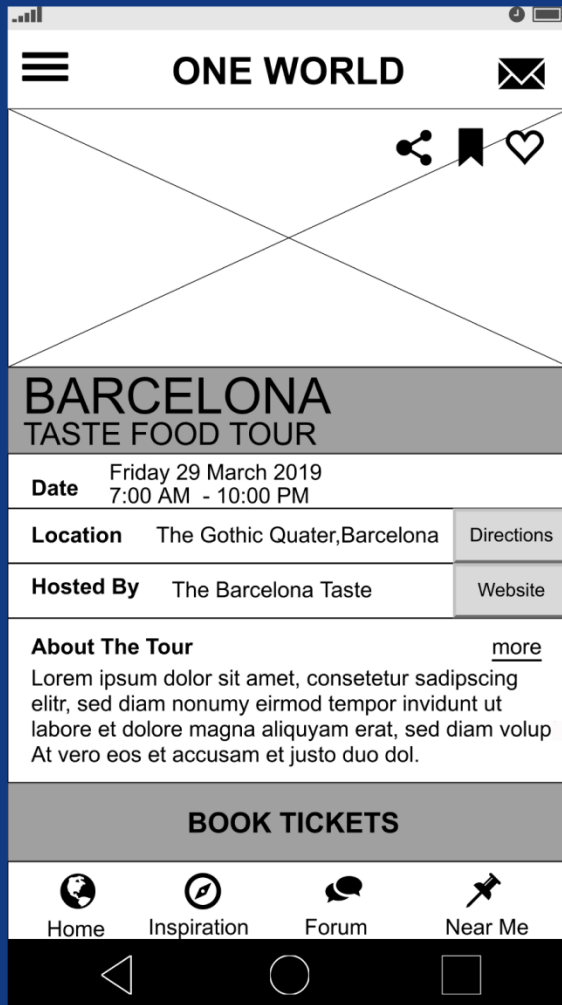 ONE WORLD
BARCELONA
TASTE FOOD TOUR
Date
Friday 29 March 2019
7:00 AM - 10:00 PM
Location The Gothic Quater,Barcelona Directions
Hosted By The Barcelona Taste Website
About The Tour more
Lorem ipsum dolor sit amet, consetetur sadipscing
elitr, sed diam nonumy eirmod tempor invidunt ut
labore et dolore magna aliquyam erat, sed diam volup
At vero eos et accusam et justo duo dol.
BOOK TICKETS
Home Inspiration Forum Near Me